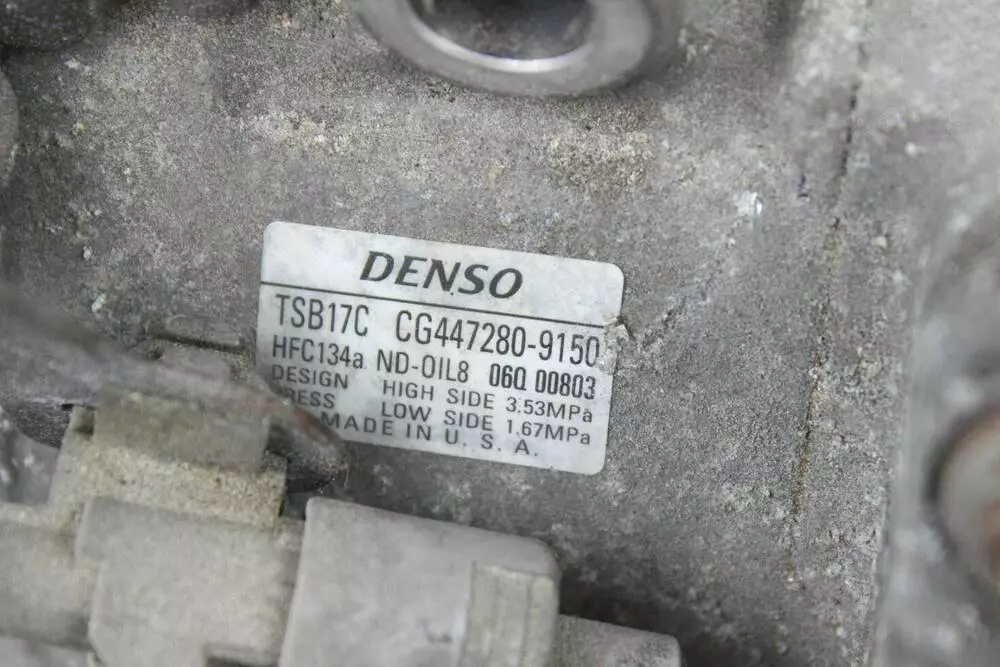 DENSO
TSB17C CG447280-9150
HFC134a ND-OIL8 06Q 00803
DESIGN HIGH SIDE 3.53MPa
LOW SIDE 1.67MPa
MADE IN U.S.A.